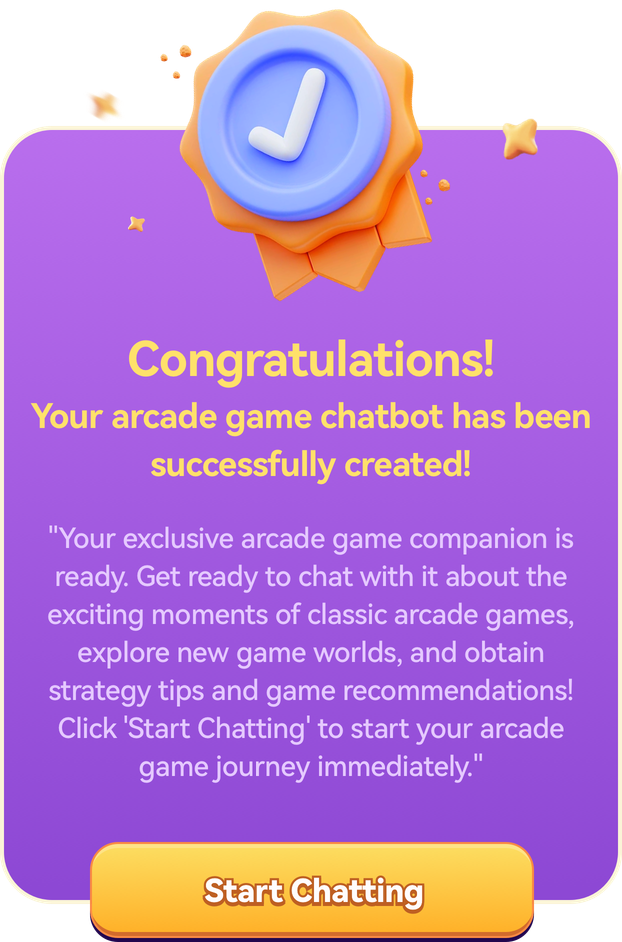 Congratulations!
Your arcade game chatbot has been
successfully created!
"Your exclusive arcade game companion is
ready. Get ready to chat with it about the
exciting moments of classic arcade games,
explore new game worlds, and obtain
strategy tips and game recommendations!
Click 'Start Chatting' to start your arcade
game journey immediately."
Start Chatting